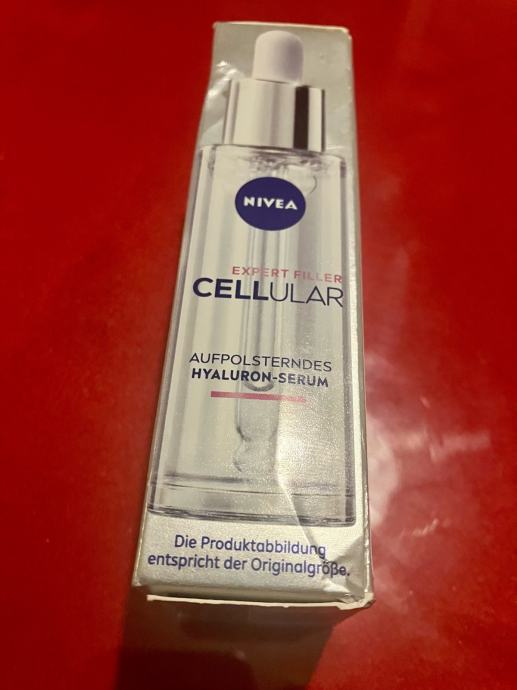 NIVEA
EXPERT FILLER
CELLULAR
AUFPOLSTERNDES
HYALURON-SERUM
Die Produktabbildung
entspricht der Originalgröße.